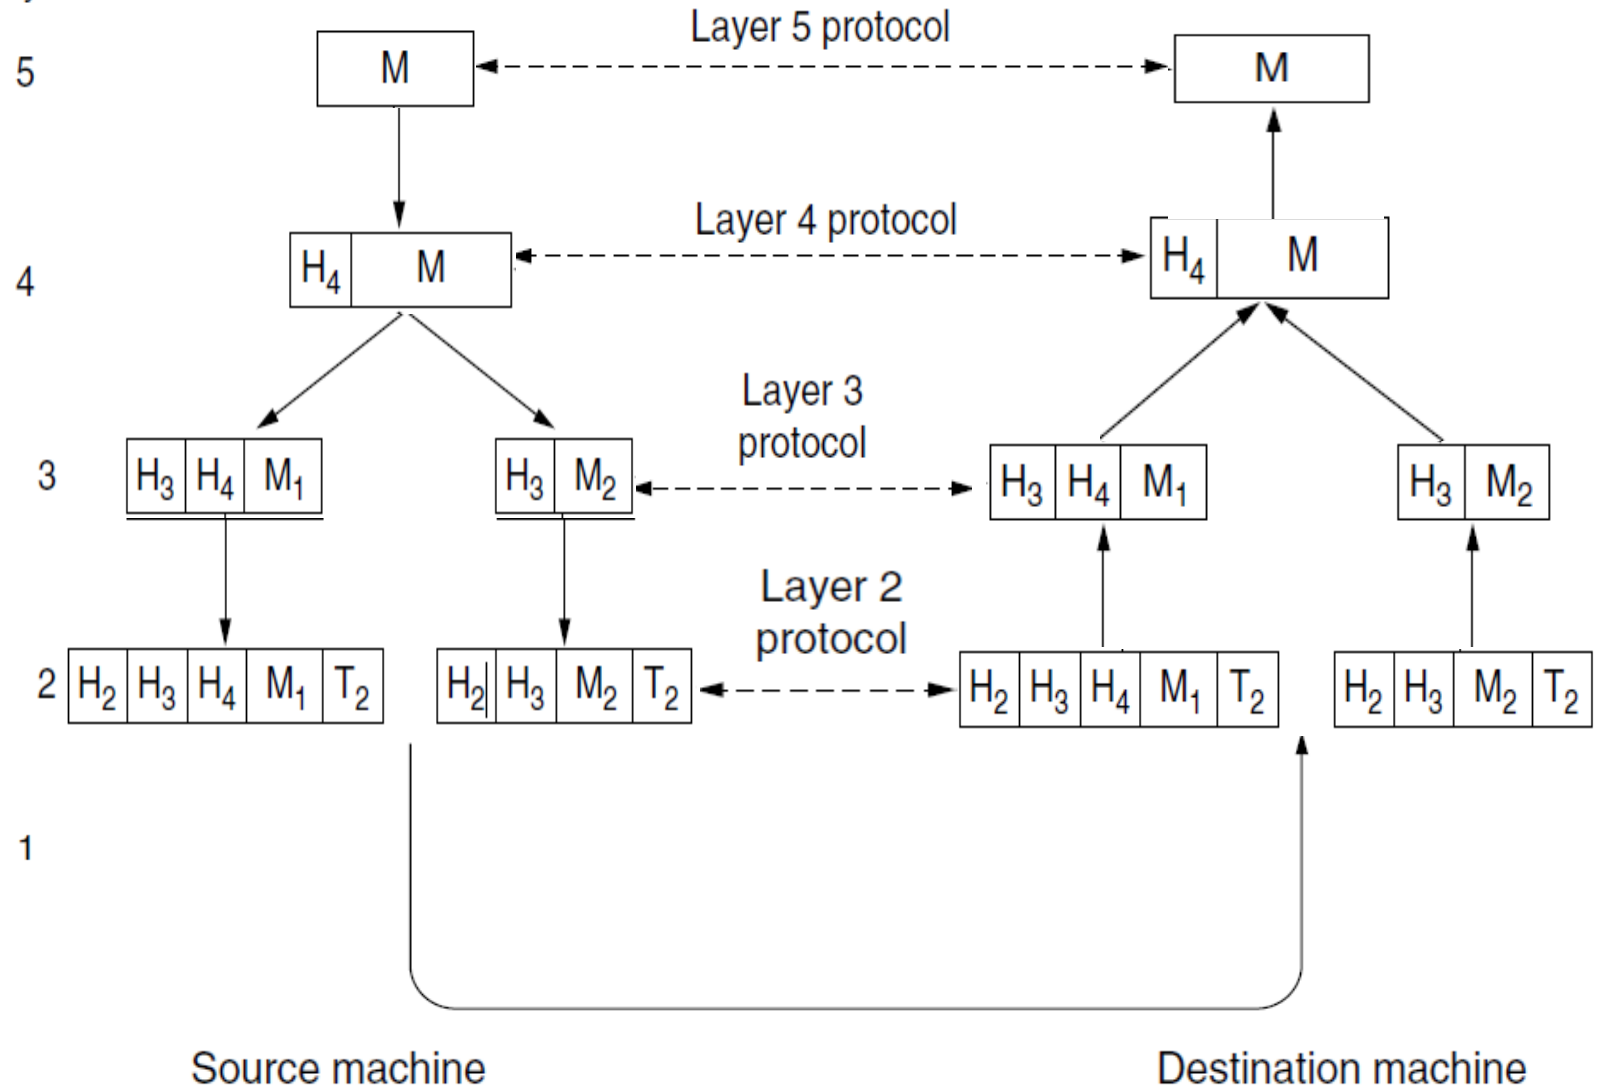 Layer 5 protocol
5 M M
Layer 4 protocol
4 H4 M H4 M
Layer 3
protocol
3 H3 H4 M1 H3 M2 H3 H4 M1 H3 M2
Layer 2
protocol
2 H2 H3 H4 M1 T2 H2 H3 M2 T2 H2 H3 H4 M1 T2 H2 H3 M2 T2
1
Source machine Destination machine